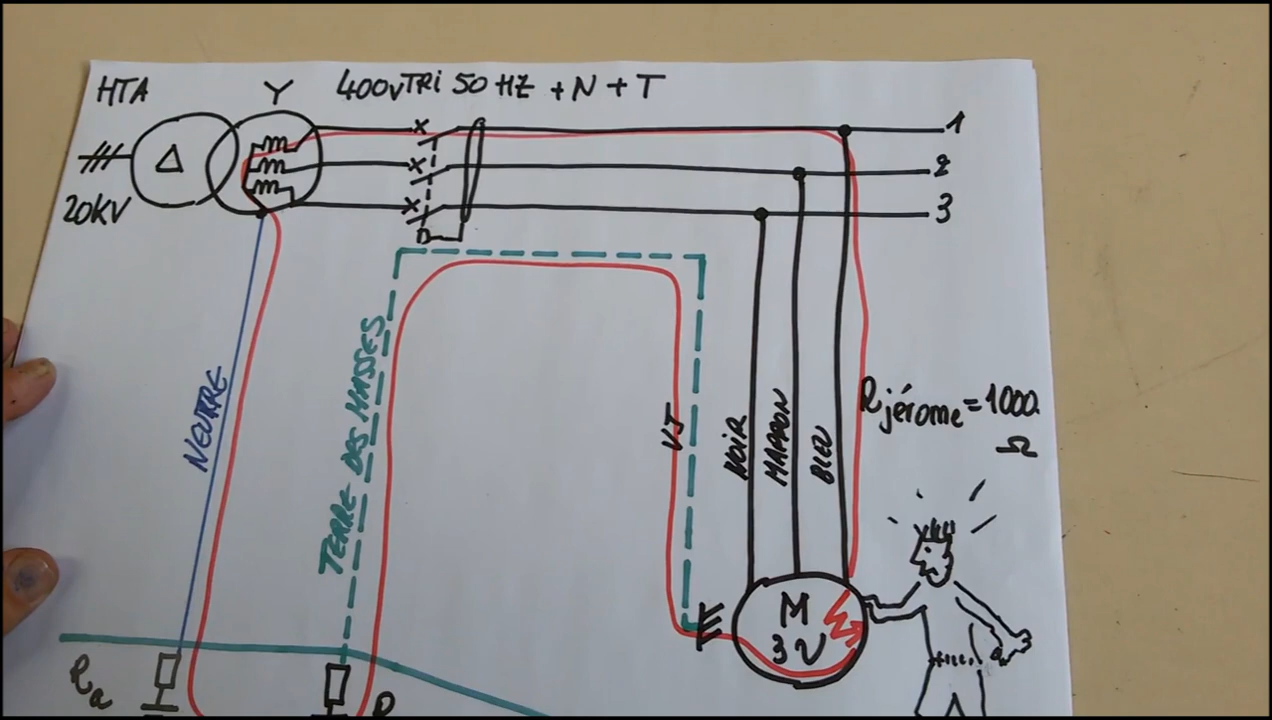 HTA
Y
400V TRI 50 HZ + N + T
Δ
20KV
1
2
3
NEUTRE
TERRE DES MASSES
VJ
NOIR
MARRON
BLEU
Rjérome = 1000
Ω
M
3~
Ra